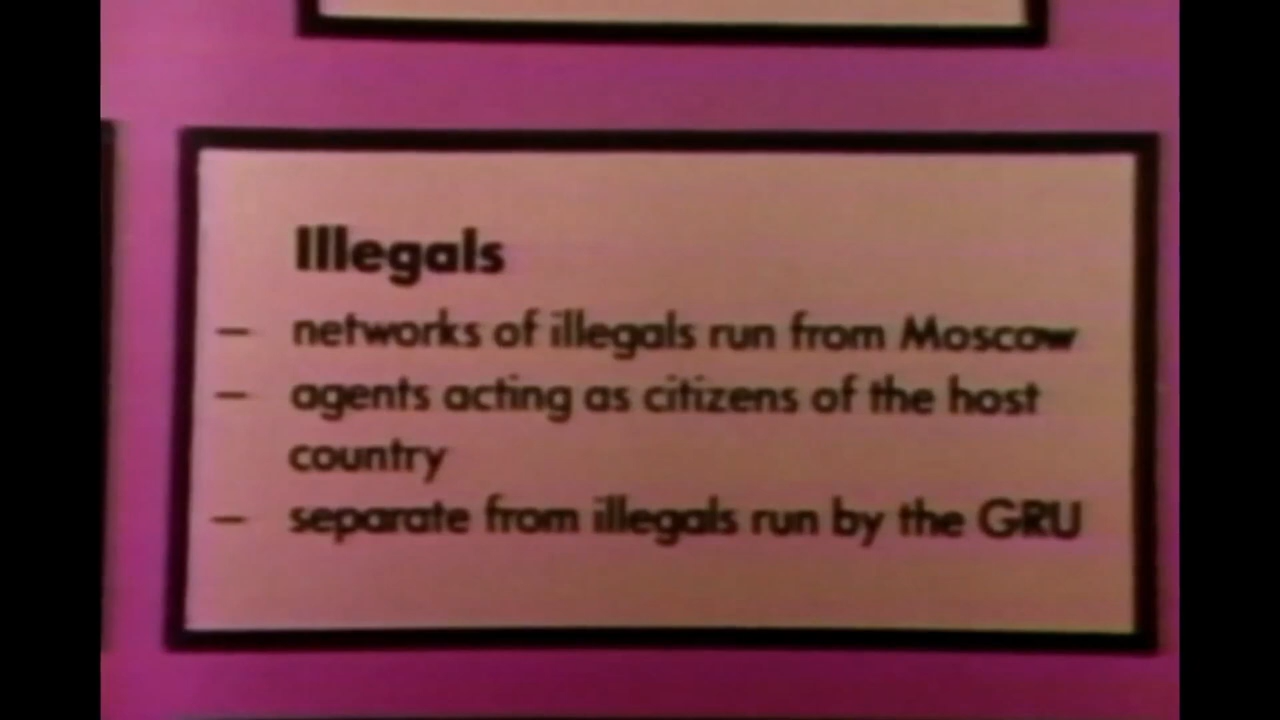 Illegals
– networks of illegals run from Moscow
– agents acting as citizens of the host
country
– separate from illegals run by the GRU